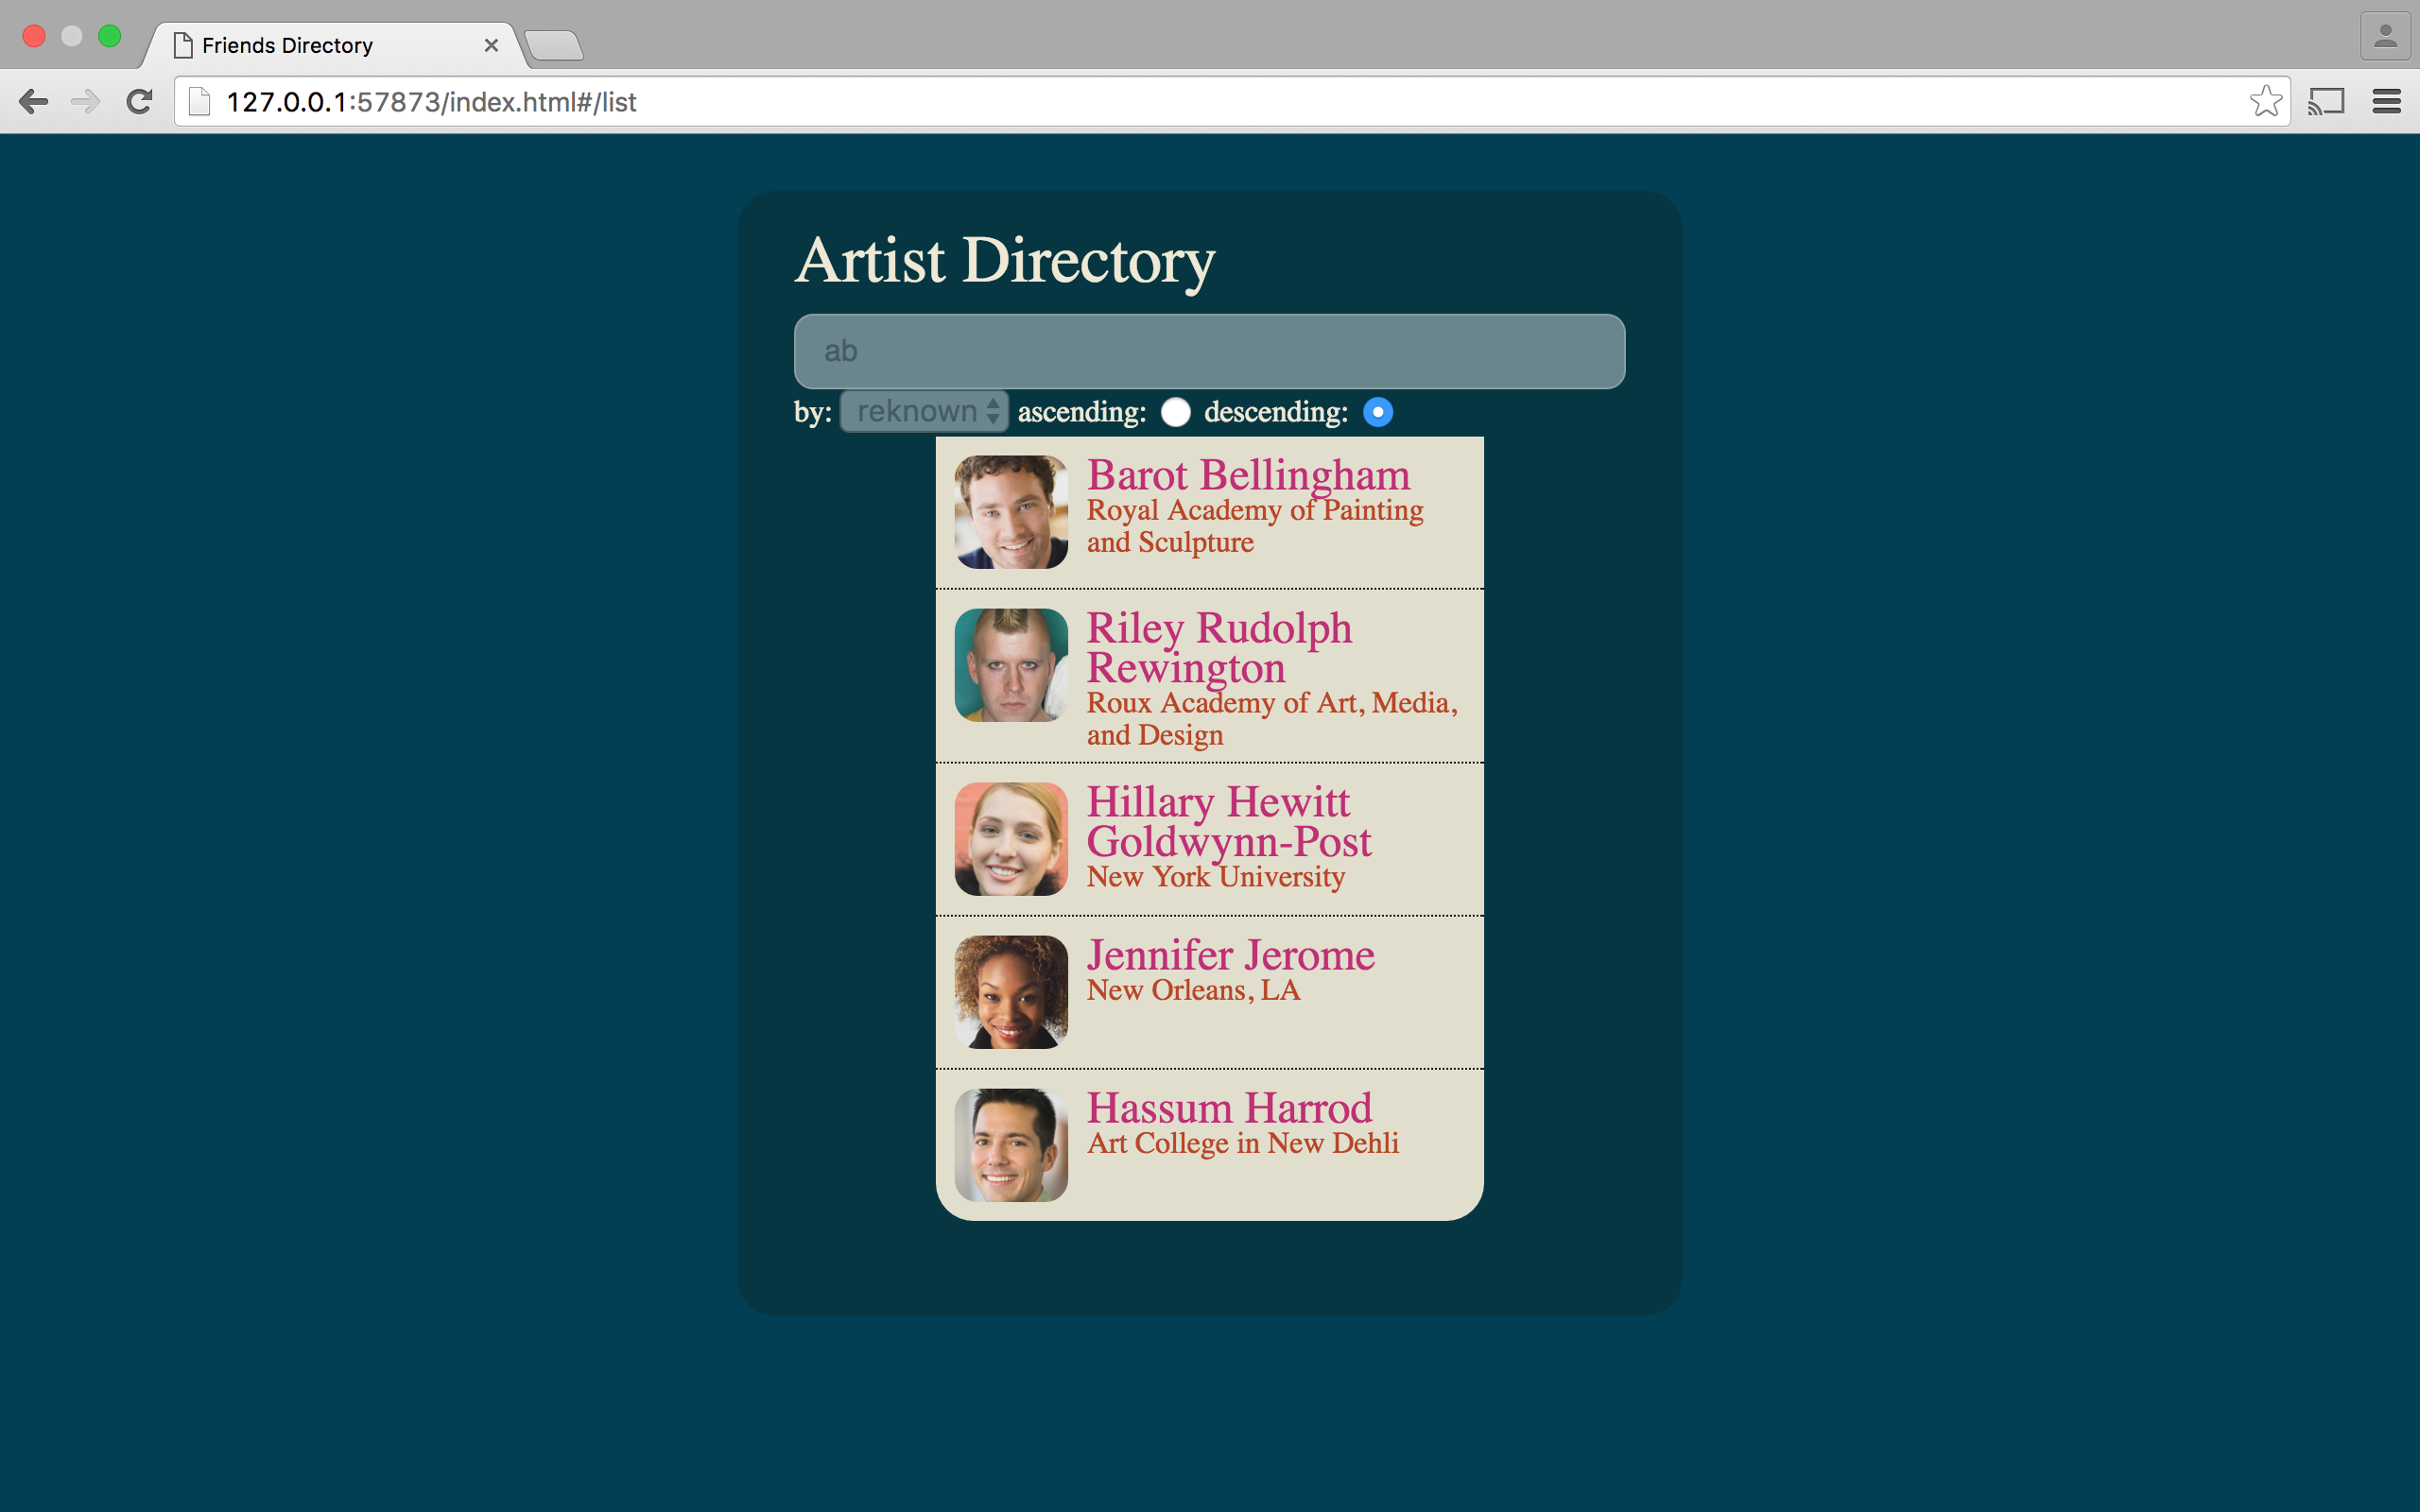 Friends Directory
127.0.0.1:57873/index.html#/list
Artist Directory
ab
by: reknown ascending: descending:
Barot Bellingham
Royal Academy of Painting
and Sculpture
Riley Rudolph
Rewington
Roux Academy of Art, Media,
and Design
Hillary Hewitt
Goldwynn-Post
New York University
Jennifer Jerome
New Orleans, LA
Hassum Harrod
Art College in New Dehli